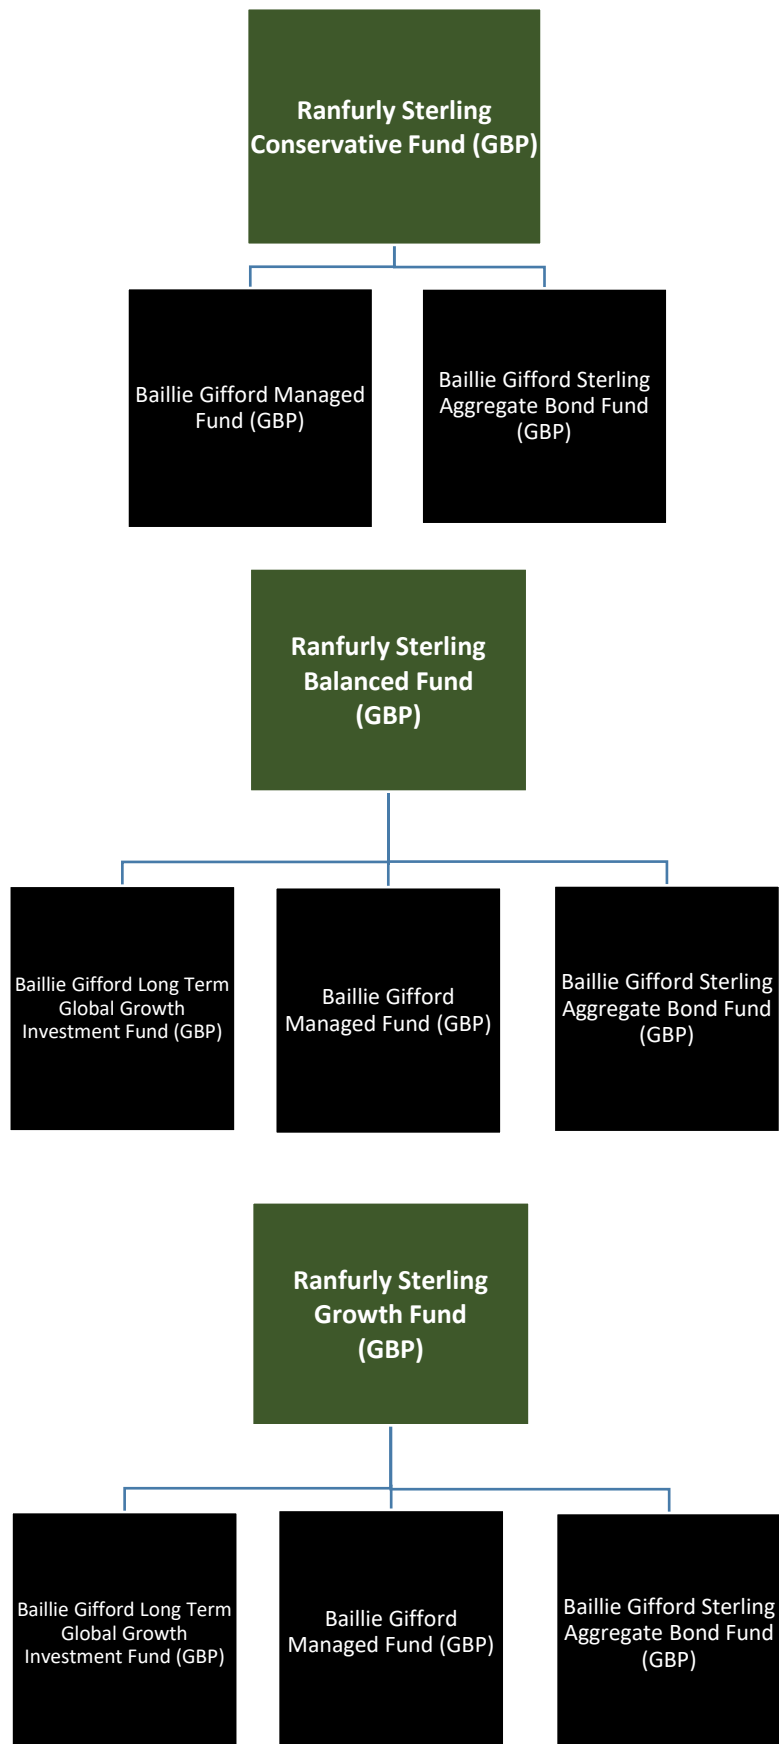 Ranfurly Sterling
Conservative Fund (GBP)
Baillie Gifford Managed
Fund (GBP)
Baillie Gifford Sterling
Aggregate Bond Fund
(GBP)
Ranfurly Sterling
Balanced Fund
(GBP)
Baillie Gifford Long Term
Global Growth
Investment Fund (GBP)
Baillie Gifford
Managed Fund (GBP)
Baillie Gifford Sterling
Aggregate Bond Fund
(GBP)
Ranfurly Sterling
Growth Fund
(GBP)
Baillie Gifford Long Term
Global Growth
Investment Fund (GBP)
Baillie Gifford
Managed Fund (GBP)
Baillie Gifford Sterling
Aggregate Bond Fund
(GBP)